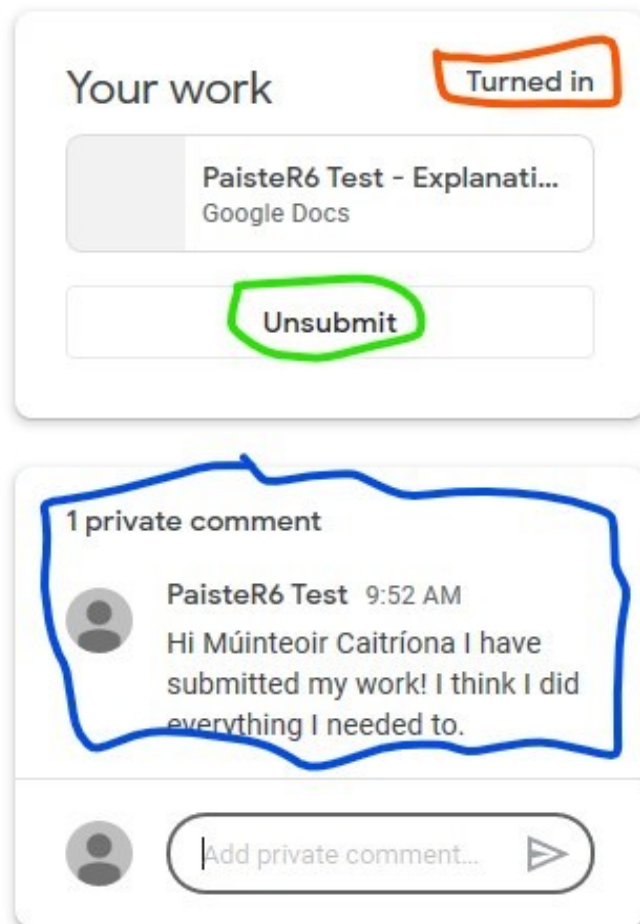 Your work
Turned in
PaisteR6 Test - Explanati...
Google Docs
Unsubmit
1 private comment
PaisteR6 Test 9:52 AM
Hi Múinteoir Caitríona I have
submitted my work! I think I did
everything I needed to.
Add private comment...